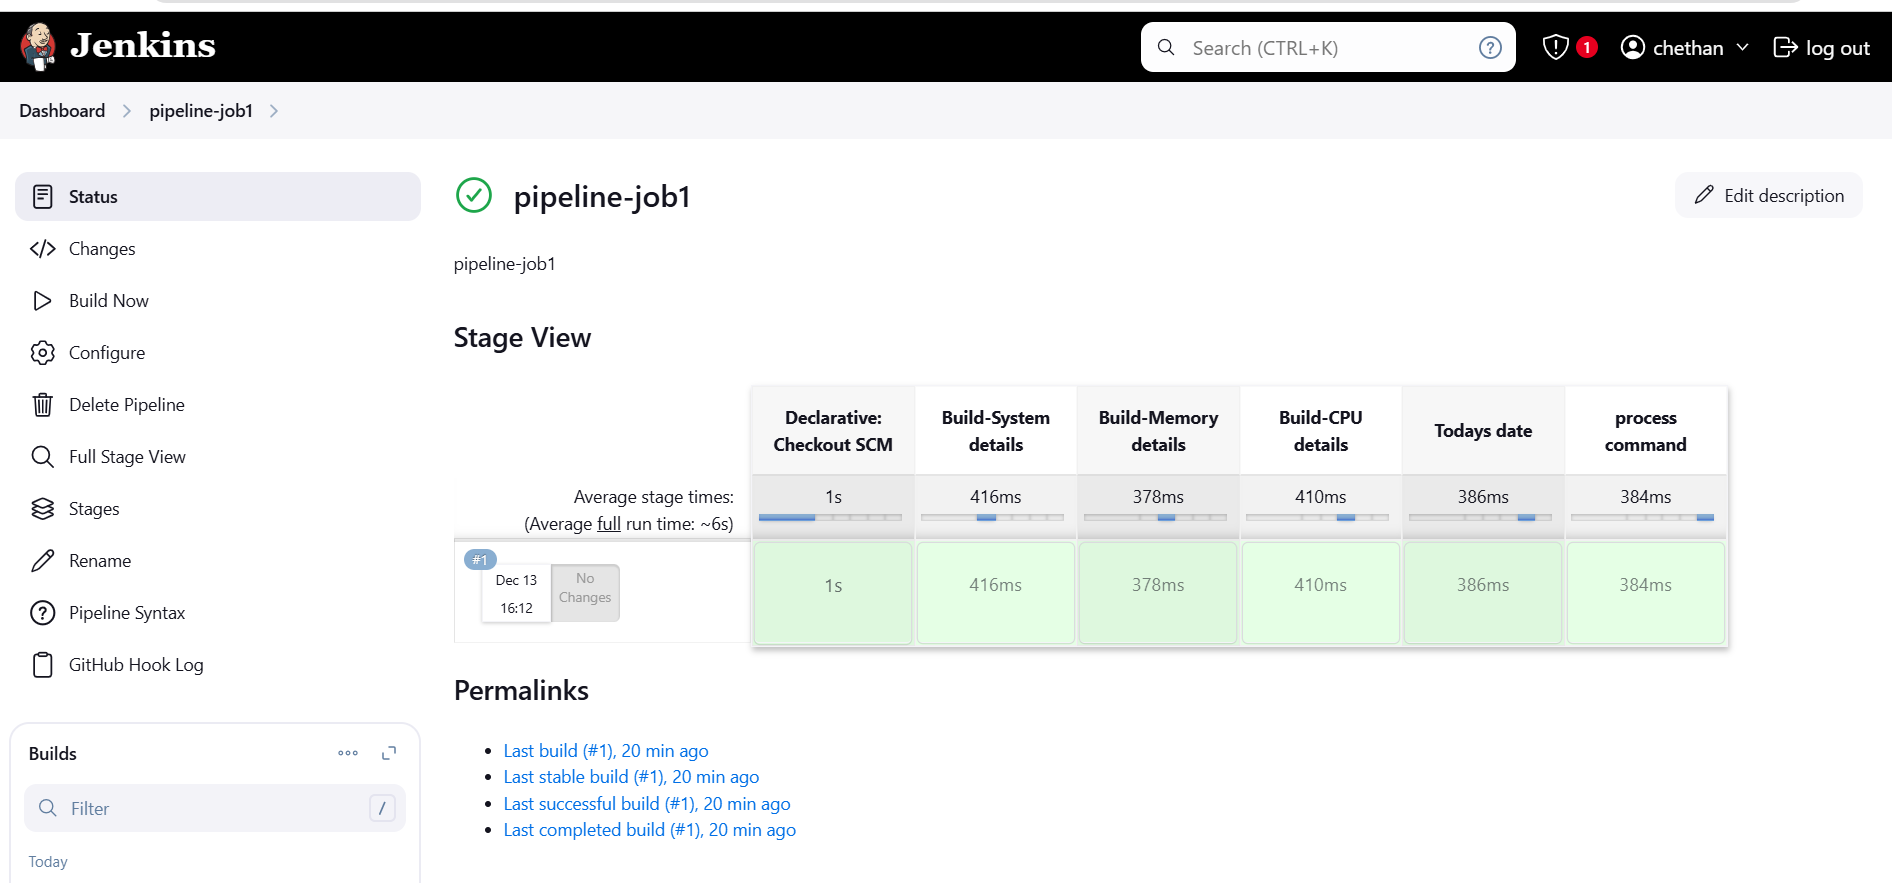 Jenkins
Search (CTRL+K)
?
1
chethan
log out
Dashboard
pipeline-job1
Status
Changes
Build Now
Configure
Delete Pipeline
Full Stage View
Stages
Rename
Pipeline Syntax
GitHub Hook Log
Builds
Filter
/
Today
pipeline-job1
Edit description
pipeline-job1
Stage View
Declarative:
Checkout SCM
Build-System
details
Build-Memory
details
Build-CPU
details
Todays date
process
command
Average stage times:
(Average full run time: ~6s)
1s
416ms
378ms
410ms
386ms
384ms
#1
Dec 13
16:12
No
Changes
1s
416ms
378ms
410ms
386ms
384ms
Permalinks
Last build (#1), 20 min ago
Last stable build (#1), 20 min ago
Last successful build (#1), 20 min ago
Last completed build (#1), 20 min ago